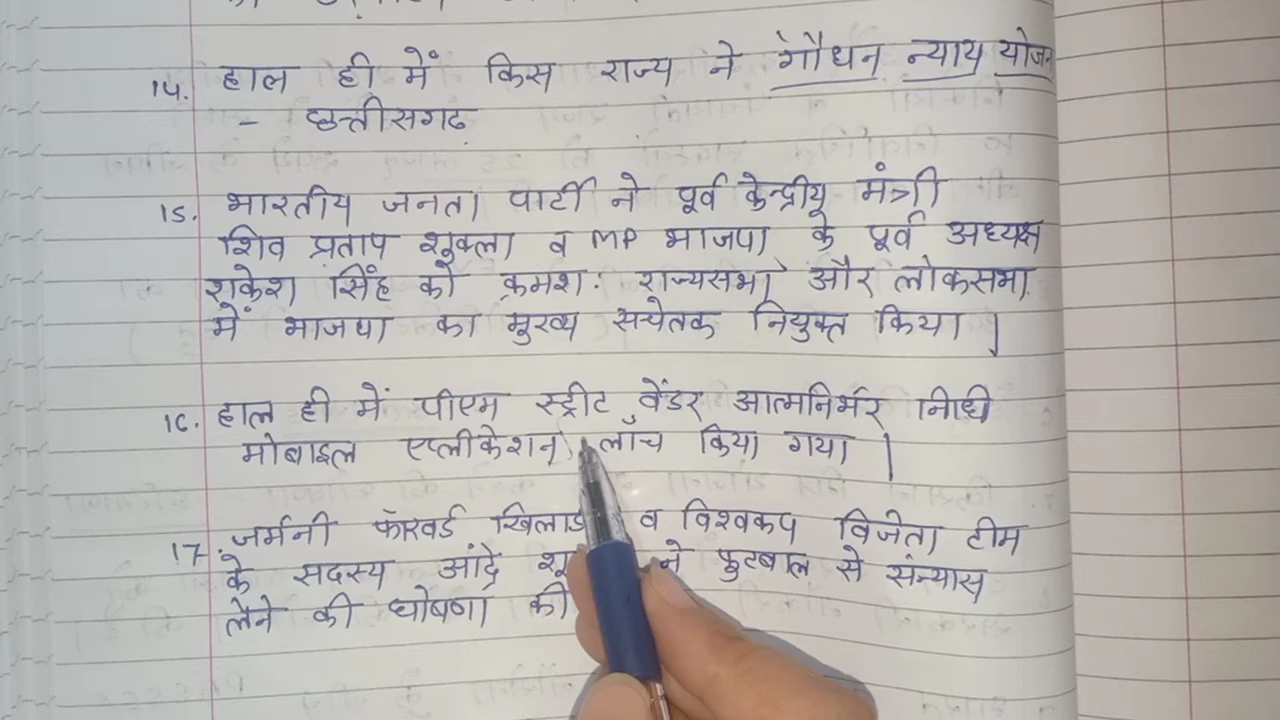 14. हाल ही में किस राज्य ने गौधन न्याय योजन
- छत्तीसगढ़
15. भारतीय जनता पार्टी ने पूर्व केन्द्रीय मंत्री
शिव प्रताप शुक्ला व MP भाजपा के पूर्व अध्यक्ष
राकेश सिंह को क्रमश: राज्यसभा और लोकसभा
में भाजपा का मुख्य सचेतक नियुक्त किया |
16. हाल ही में पीएम स्ट्रीट वेंडर आत्मनिर्भर निधि
मोबाइल एप्लीकेशन लॉच किया गया |
17. जर्मनी फॉरवर्ड खिलाड़ी व विश्वकप विजेता टीम
के सदस्य आंद्रे ने फुटबाल से संन्यास
लेने की घोषणा की